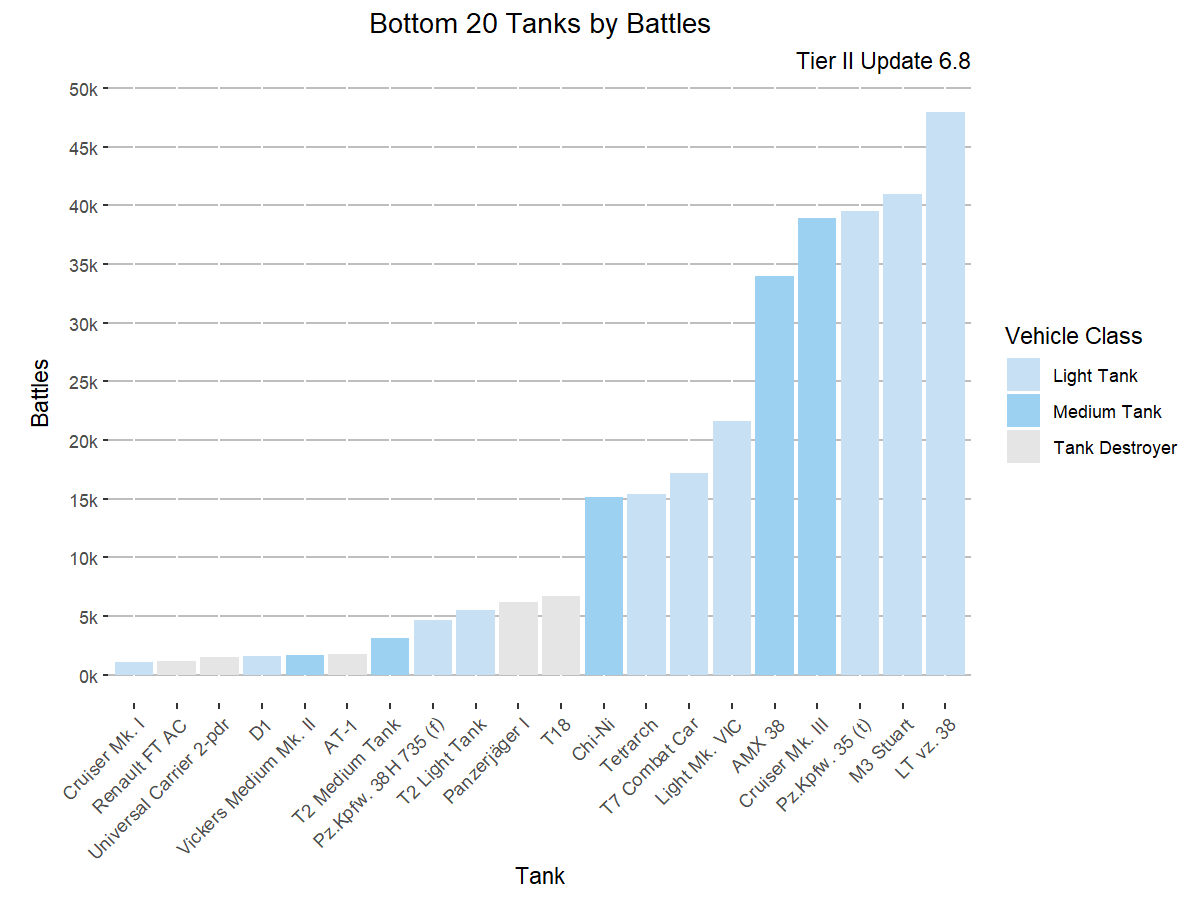 Bottom 20 Tanks by Battles
Tier II Update 6.8
50k
45k
40k
35k
30k
25k
20k
15k
10k
5k
0k
Battles
Cruiser Mk. I
Renault FT AC
Universal Carrier 2-pdr
D1
Vickers Medium Mk. II
AT-1
T2 Medium Tank
Pz.Kpfw. 38H 735 (f)
T2 Light Tank
Panzerjäger I
T18
Chi-Ni
Tetrarch
T7 Combat Car
Light Mk. VIC
AMX 38
Cruiser Mk. III
Pz.Kpfw. 35 (t)
M3 Stuart
LT vz. 38
Tank
Vehicle Class
Light Tank
Medium Tank
Tank Destroyer